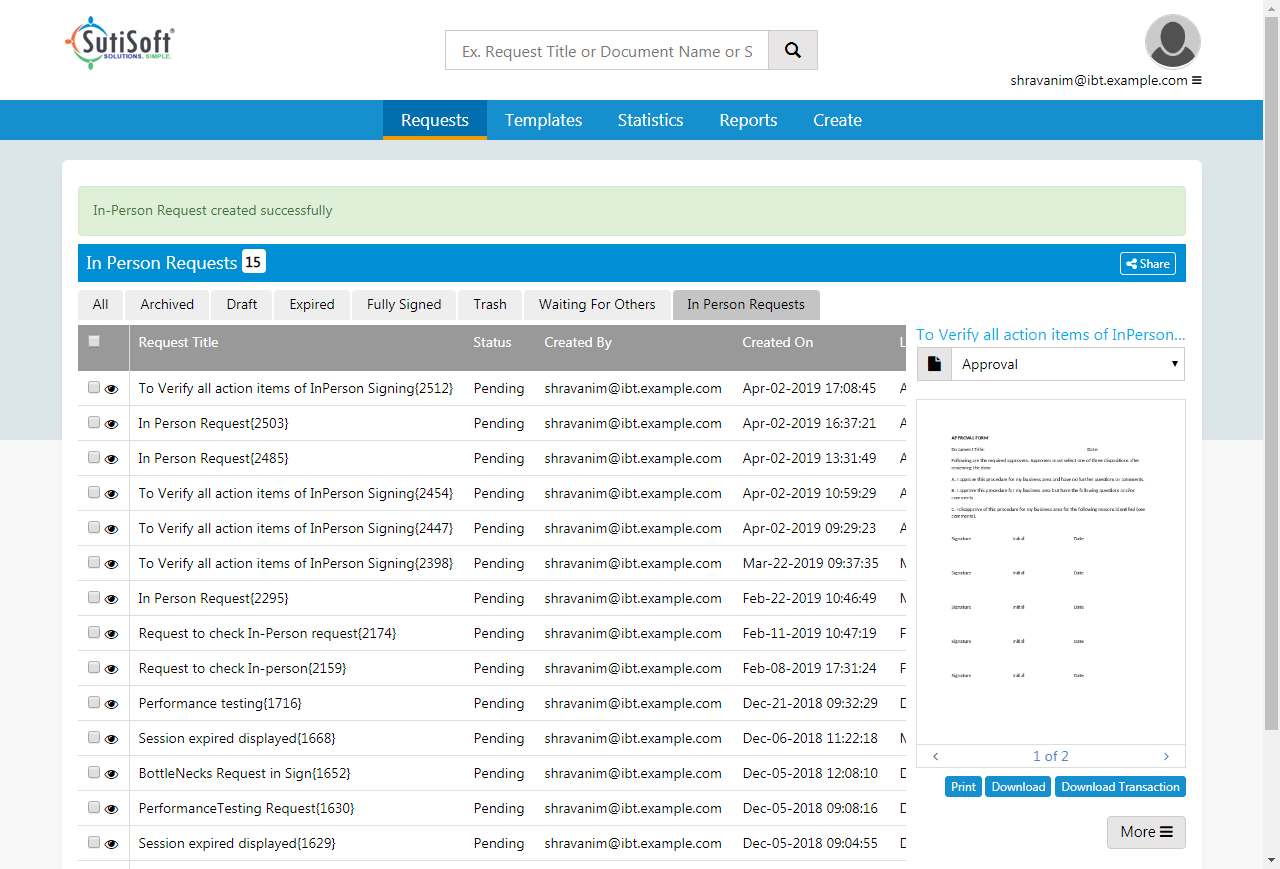 SutiSoft®
SOLUTIONS. SIMPLE.
Ex. Request Title or Document Name or S
shravanim@ibt.example.com
Requests Templates Statistics Reports Create
In-Person Request created successfully
In Person Requests 15 Share
All Archived Draft Expired Fully Signed Trash Waiting For Others In Person Requests
Request Title Status Created By Created On L
To Verify all action items of InPerson Signing{2512} Pending shravanim@ibt.example.com Apr-02-2019 17:08:45 A
In Person Request{2503} Pending shravanim@ibt.example.com Apr-02-2019 16:37:21 A
In Person Request{2485} Pending shravanim@ibt.example.com Apr-02-2019 13:31:49 A
To Verify all action items of InPerson Signing{2454} Pending shravanim@ibt.example.com Apr-02-2019 10:59:29 A
To Verify all action items of InPerson Signing{2447} Pending shravanim@ibt.example.com Apr-02-2019 09:29:23 A
To Verify all action items of InPerson Signing{2398} Pending shravanim@ibt.example.com Mar-22-2019 09:37:35 M
In Person Request{2295} Pending shravanim@ibt.example.com Feb-22-2019 10:46:49 M
Request to check In-Person request{2174} Pending shravanim@ibt.example.com Feb-11-2019 10:47:19 F
Request to check In-person{2159} Pending shravanim@ibt.example.com Feb-08-2019 17:31:24 F
Performance testing{1716} Pending shravanim@ibt.example.com Dec-21-2018 09:32:29 D
Session expired displayed{1668} Pending shravanim@ibt.example.com Dec-06-2018 11:22:18 M
BottleNecks Request in Sign{1652} Pending shravanim@ibt.example.com Dec-05-2018 12:08:10 D
PerformanceTesting Request{1630} Pending shravanim@ibt.example.com Dec-05-2018 09:08:16 D
Session expired displayed{1629} Pending shravanim@ibt.example.com Dec-05-2018 09:04:55 D
To Verify all action items of InPerson...
Approval
APPROVAL FORM
Document Title: Date:
Following are the required approvers. Approvers must select one of three dispositions after
reviewing the item:
A. I approve this procedure for my business area and have no further questions or comments.
B. I approve this procedure for my business area but have the following questions and/or
comments.
C. I disapprove of this procedure for my business area for the following reasons identified (see
comments).
Signature Initial Date
Signature Initial Date
Signature Initial Date
Signature Initial Date
Signature Initial Date
1 of 2
Print Download Download Transaction
More